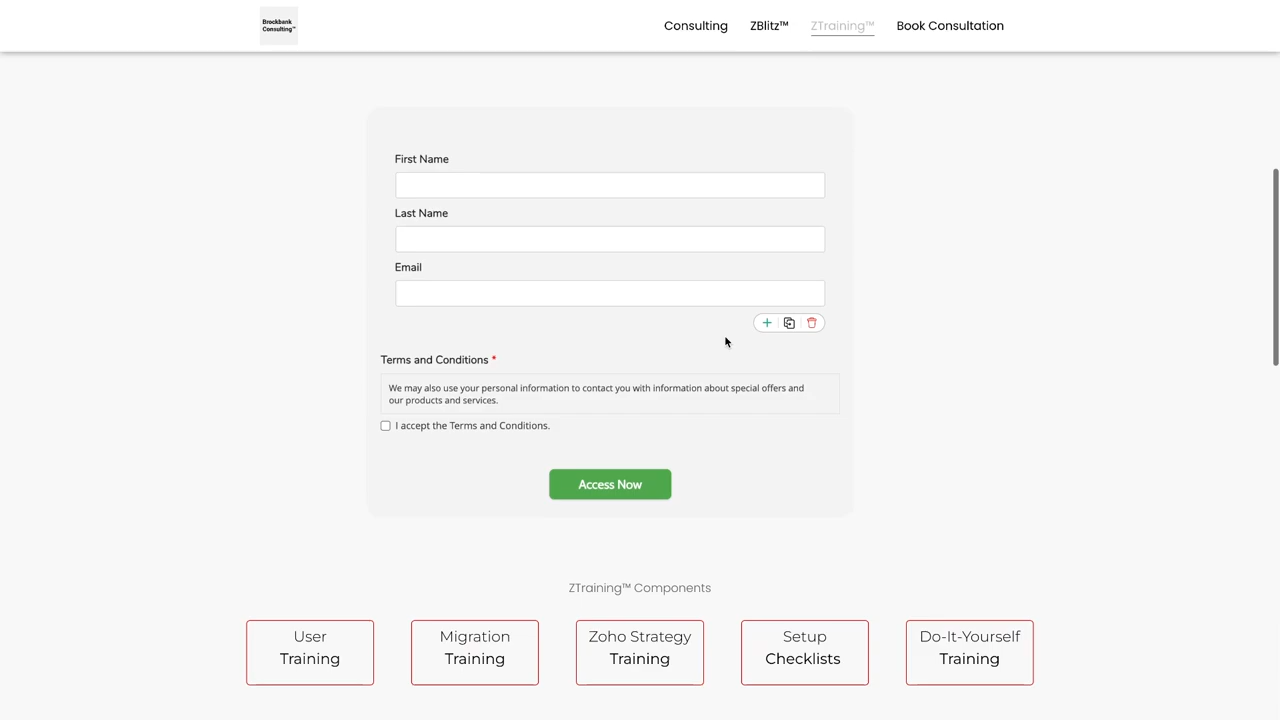 Brockbank
Consulting™
Consulting
ZBlitz™
ZTraining™
Book Consultation
First Name
Last Name
Email
Terms and Conditions *
We may also use your personal information to contact you with information about special offers and
our products and services.
I accept the Terms and Conditions.
Access Now
ZTraining™ Components
User
Training
Migration
Training
Zoho Strategy
Training
Setup
Checklists
Do-It-Yourself
Training